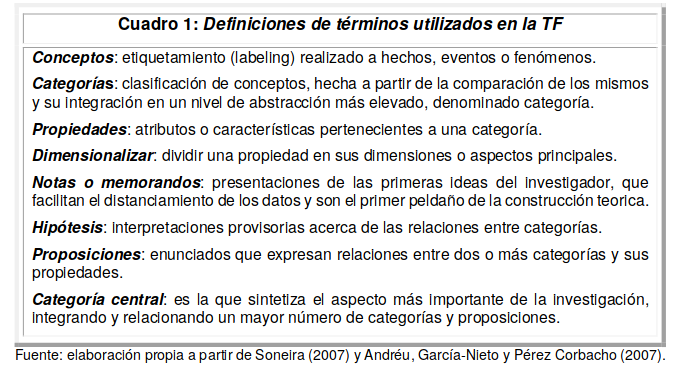 Cuadro 1: Definiciones de términos utilizados en la TF
Conceptos: etiquetamiento (labeling) realizado a hechos, eventos o fenómenos.
Categorías: clasificación de conceptos, hecha a partir de la comparación de los mismos
y su integración en un nivel de abstracción más elevado, denominado categoría.
Propiedades: atributos o características pertenecientes a una categoría.
Dimensionalizar: dividir una propiedad en sus dimensiones o aspectos principales.
Notas o memorandos: presentaciones de las primeras ideas del investigador, que
facilitan el distanciamiento de los datos y son el primer peldaño de la construcción teorica.
Hipótesis: interpretaciones provisorias acerca de las relaciones entre categorías.
Proposiciones: enunciados que expresan relaciones entre dos o más categorías y sus
propiedades.
Categoría central: es la que sintetiza el aspecto más importante de la investigación,
integrando y relacionando un mayor número de categorías y proposiciones.
Fuente: elaboración propia a partir de Soneira (2007) y Andréu, García-Nieto y Pérez Corbacho (2007).